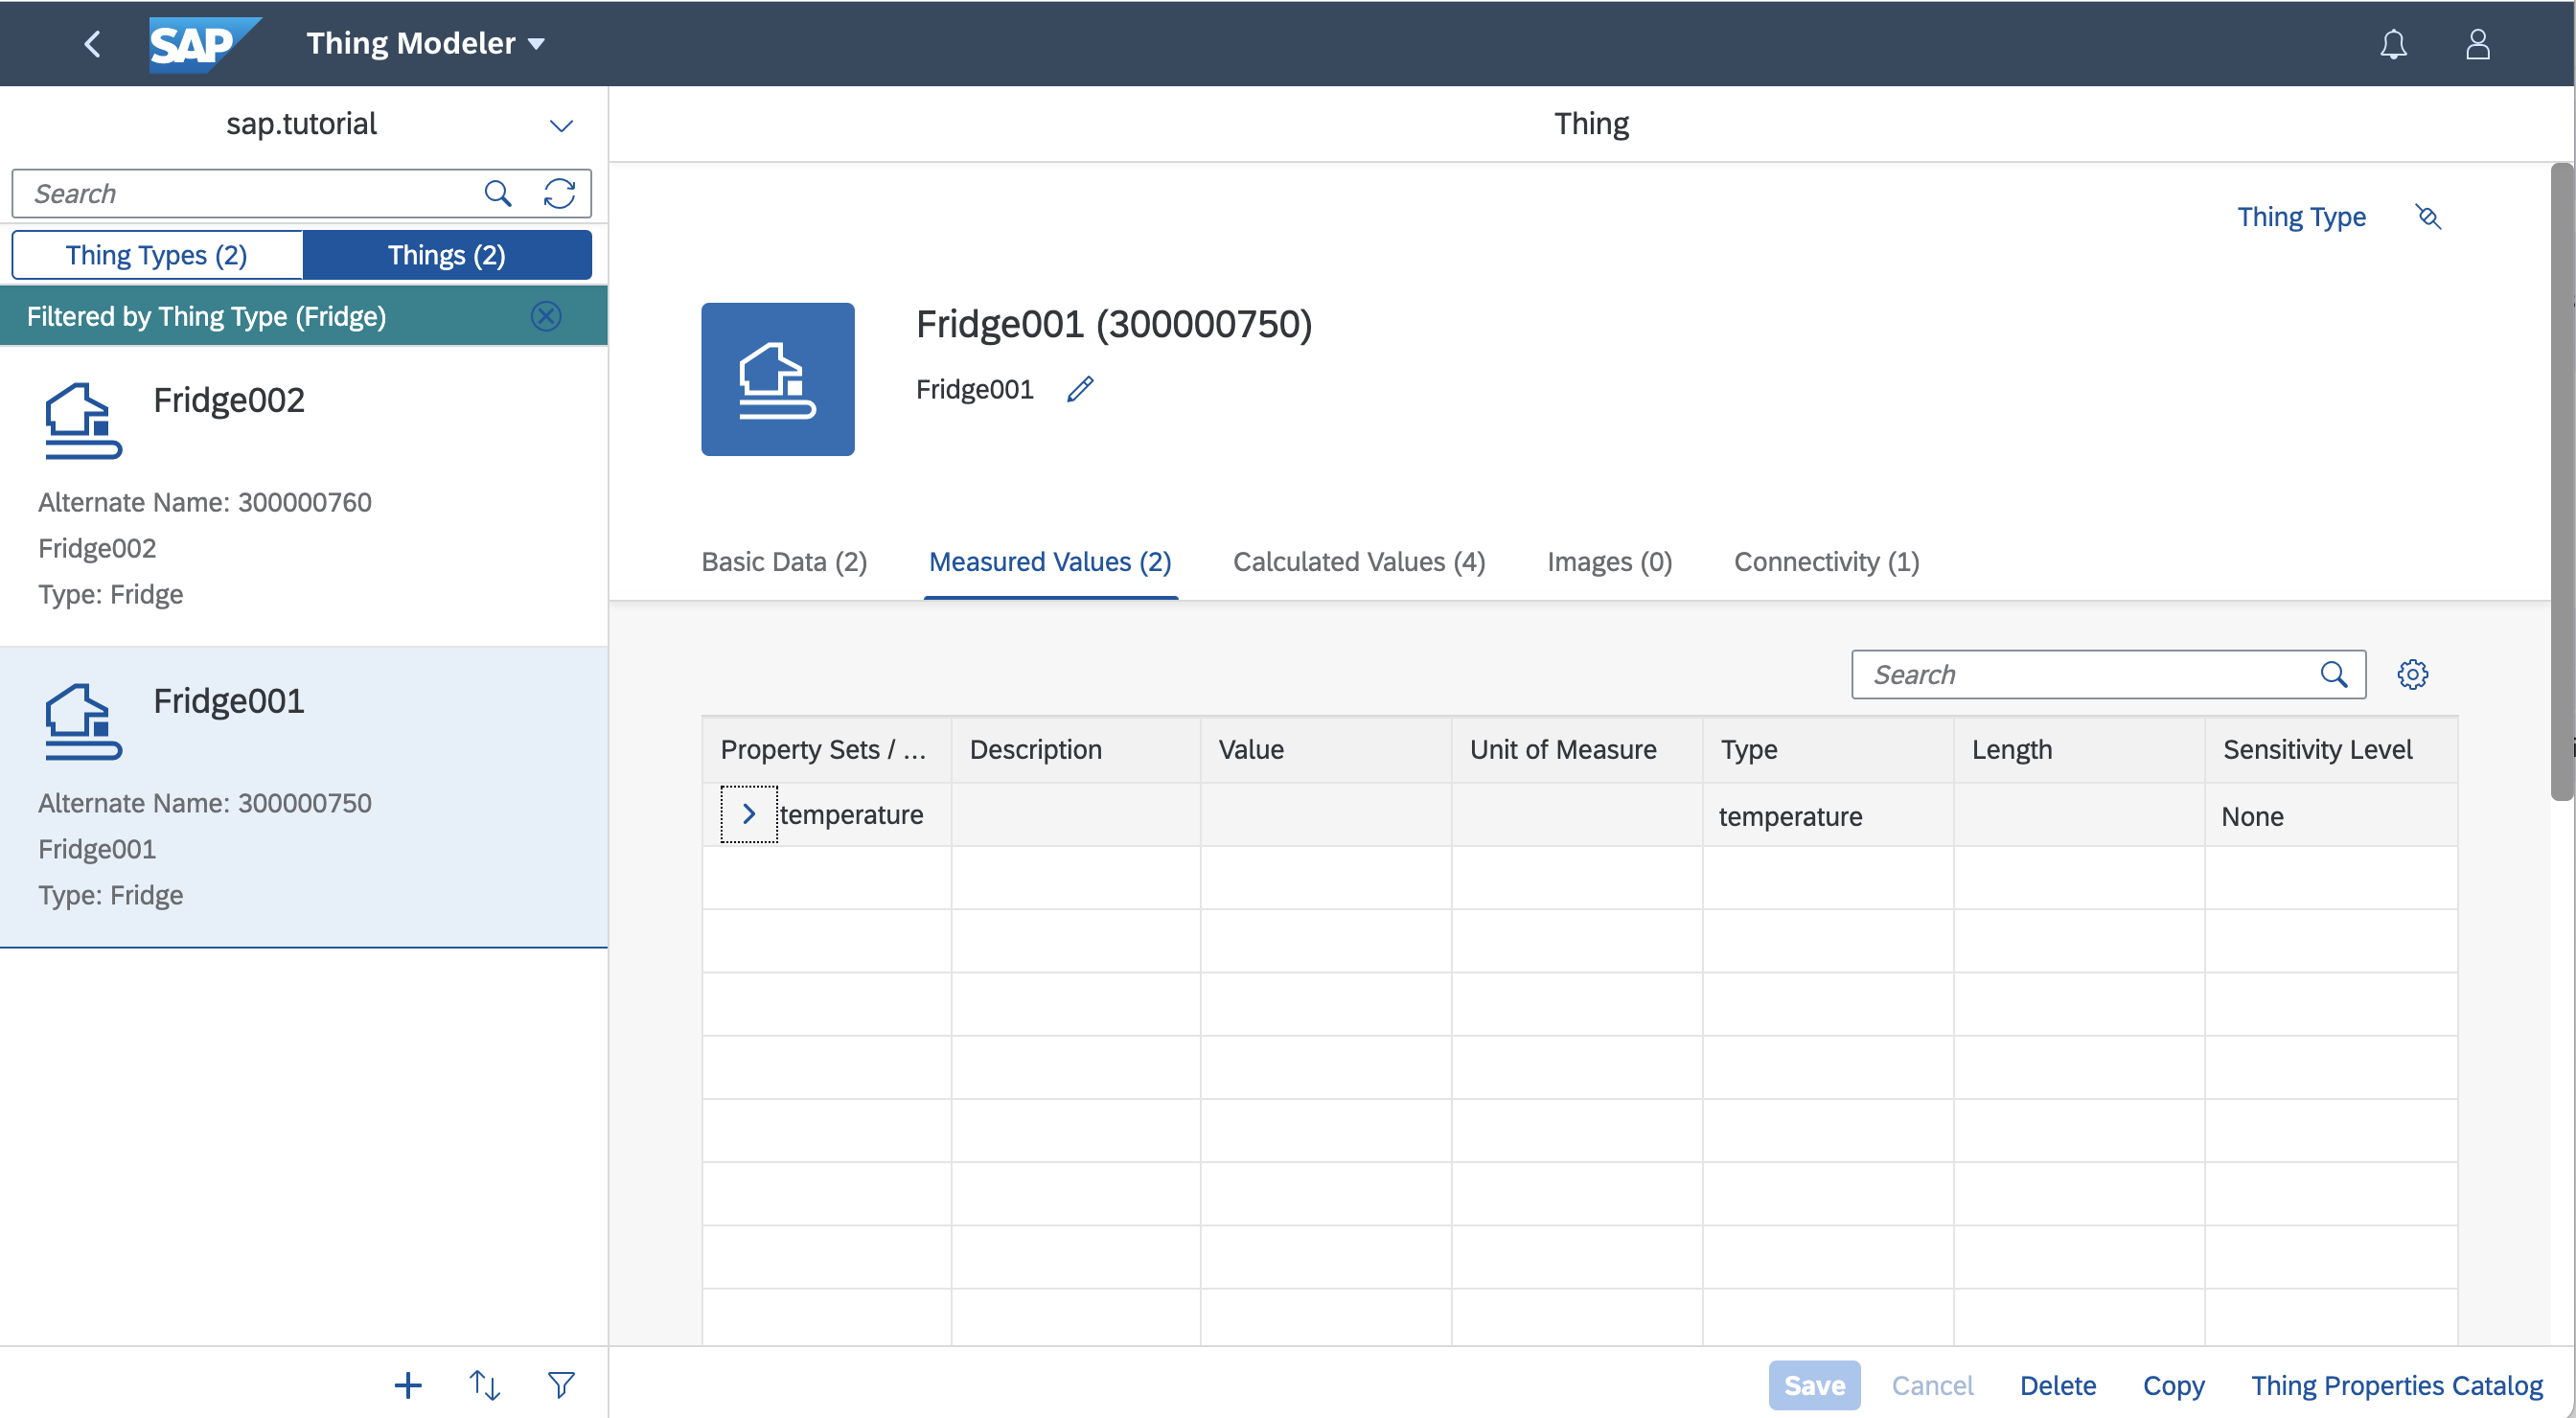 SAP
Thing Modeler
sap.tutorial
Search
Thing Types (2)
Things (2)
Filtered by Thing Type (Fridge)
Fridge002
Alternate Name: 300000760
Fridge002
Type: Fridge
Fridge001
Alternate Name: 300000750
Fridge001
Type: Fridge
Thing
Thing Type
Fridge001 (300000750)
Fridge001
Basic Data (2)
Measured Values (2)
Calculated Values (4)
Images (0)
Connectivity (1)
Search
Property Sets / ...
Description
Value
Unit of Measure
Type
Length
Sensitivity Level
temperature
temperature
None
Save
Cancel
Delete
Copy
Thing Properties Catalog